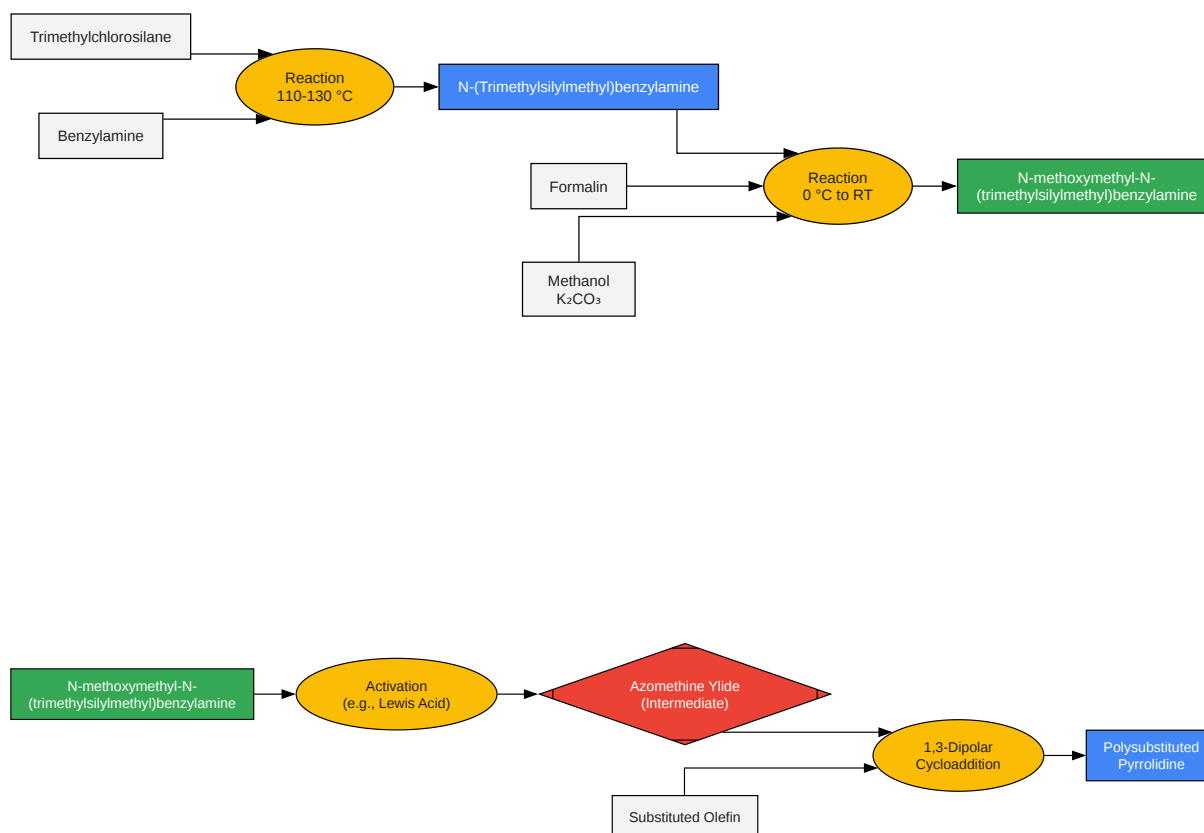 Trimethylchlorosilane
Benzylamine
Reaction
110-130 °C
N-(Trimethylsilylmethyl)benzylamine
Formalin
Methanol
K₂CO₃
Reaction
0 °C to RT
N-methoxymethyl-N-
(trimethylsilylmethyl)benzylamine
N-methoxymethyl-N-
(trimethylsilylmethyl)benzylamine
Activation
(e.g., Lewis Acid)
Azomethine Ylide
(Intermediate)
Substituted Olefin
1,3-Dipolar
Cycloaddition
Polysubstituted
Pyrrolidine